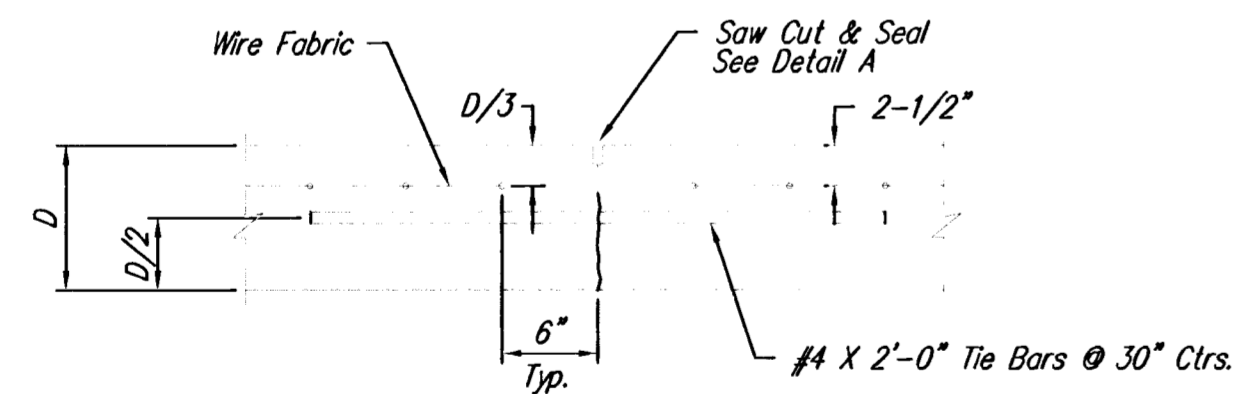 Wire Fabric
Saw Cut & Seal
See Detail A
D/3
2-1/2"
D
D/2
6"
Typ.
#4 X 2'-0" Tie Bars @ 30" Ctrs.